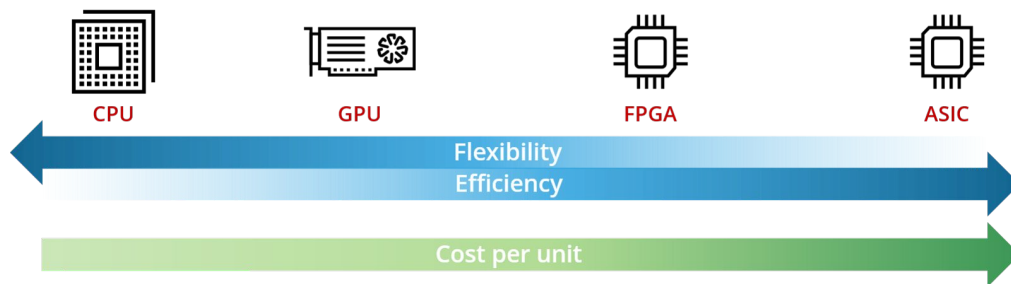 CPU GPU FPGA ASIC
Flexibility
Efficiency
Cost per unit